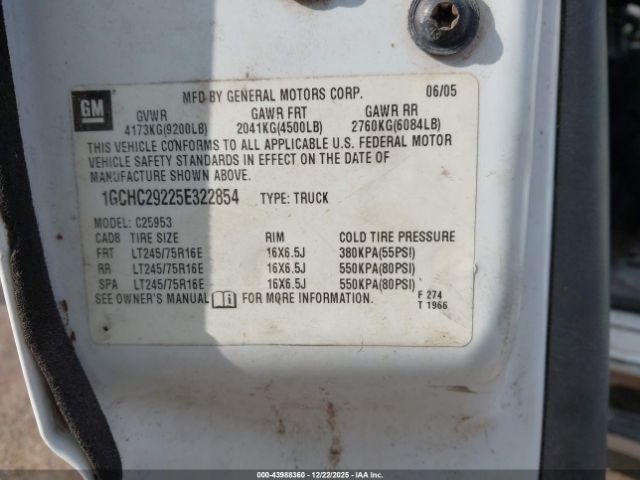 GM
MFD BY GENERAL MOTORS CORP. 06/05
GVWR GAWR FRT GAWR RR
4173KG(9200LB) 2041KG(4500LB) 2760KG(6084LB)
THIS VEHICLE CONFORMS TO ALL APPLICABLE U.S. FEDERAL MOTOR
VEHICLE SAFETY STANDARDS IN EFFECT ON THE DATE OF
MANUFACTURE SHOWN ABOVE.
1GCHC29225E322854 TYPE: TRUCK
MODEL: C25953
CAD8 TIRE SIZE RIM COLD TIRE PRESSURE
FRT LT245/75R16E 16X6.5J 380KPA(55PSI)
RR LT245/75R16E 16X6.5J 550KPA(80PSI)
SPA LT245/75R16E 16X6.5J 550KPA(80PSI)
SEE OWNER'S MANUAL i FOR MORE INFORMATION.
F 274
T 1966
000-43988360 - 12/22/2025 - IAAI.COM